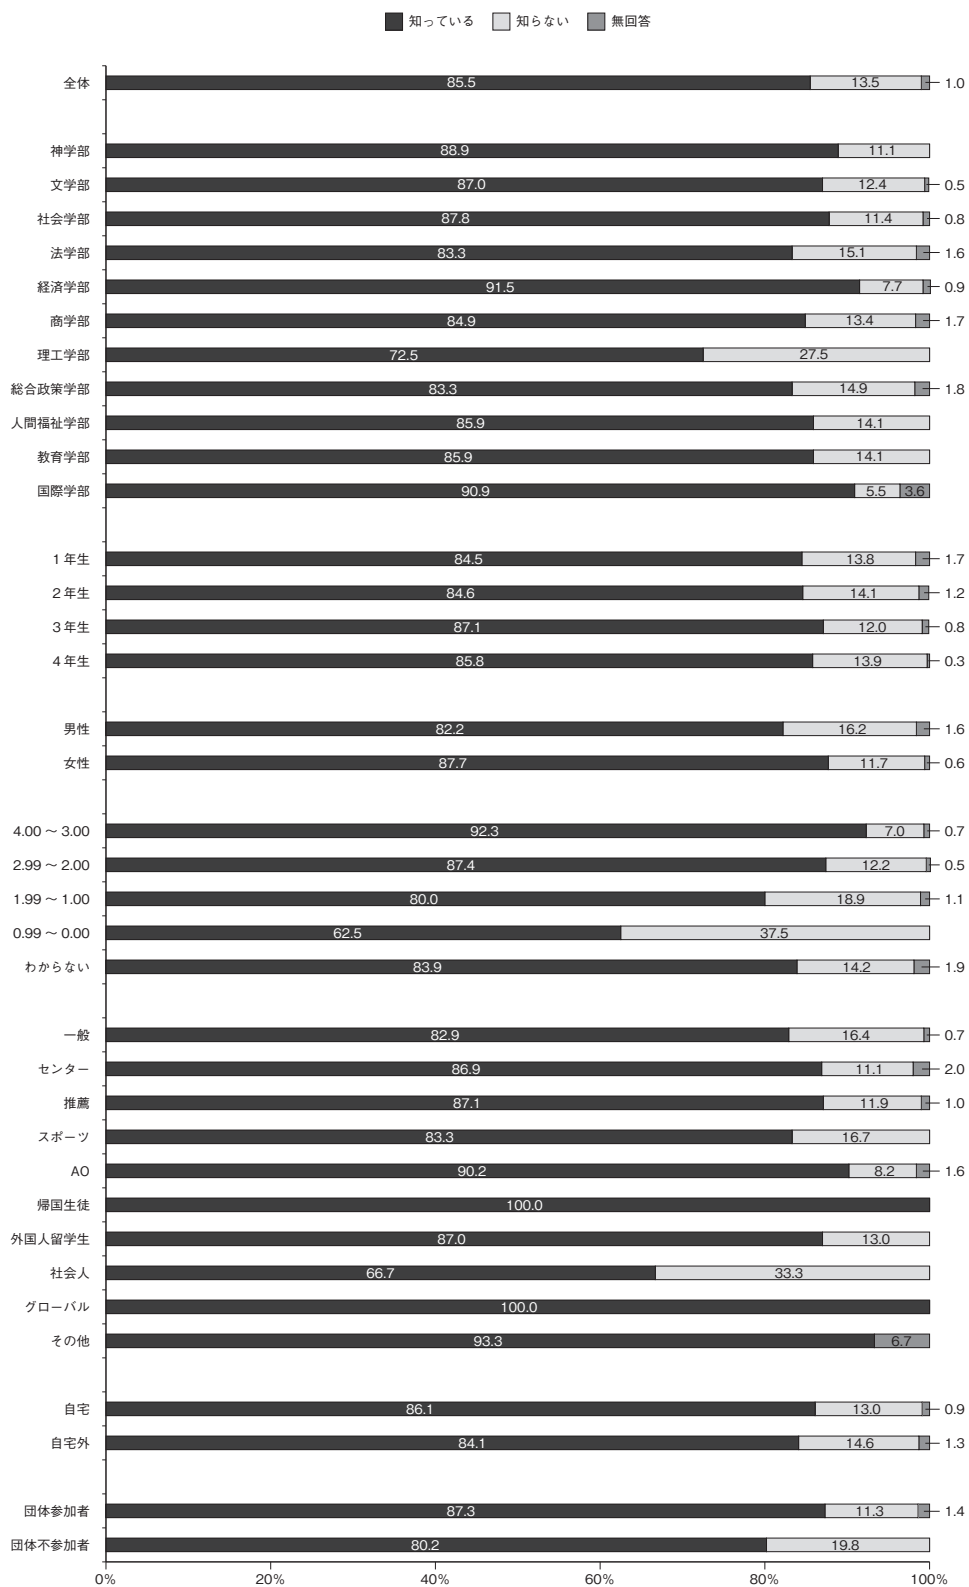 知っている 知らない 無回答
全体 85.5 13.5 1.0
神学部 88.9 11.1
文学部 87.0 12.4 0.5
社会学部 87.8 11.4 0.8
法学部 83.3 15.1 1.6
経済学部 91.5 7.7 0.9
商学部 84.9 13.4 1.7
理工学部 72.5 27.5
総合政策学部 83.3 14.9 1.8
人間福祉学部 85.9 14.1
教育学部 85.9 14.1
国際学部 90.9 5.5 3.6
1年生 84.5 13.8 1.7
2年生 84.6 14.1 1.2
3年生 87.1 12.0 0.8
4年生 85.8 13.9 0.3
男性 82.2 16.2 1.6
女性 87.7 11.7 0.6
4.00～3.00 92.3 7.0 0.7
2.99～2.00 87.4 12.2 0.5
1.99～1.00 80.0 18.9 1.1
0.99～0.00 62.5 37.5
わからない 83.9 14.2 1.9
一般 82.9 16.4 0.7
センター 86.9 11.1 2.0
推薦 87.1 11.9 1.0
スポーツ 83.3 16.7
AO 90.2 8.2 1.6
帰国生徒 100.0
外国人留学生 87.0 13.0
社会人 66.7 33.3
グローバル 100.0
その他 93.3 6.7
自宅 86.1 13.0 0.9
自宅外 84.1 14.6 1.3
団体参加者 87.3 11.3 1.4
団体不参加者 80.2 19.8
0% 20% 40% 60% 80% 100%